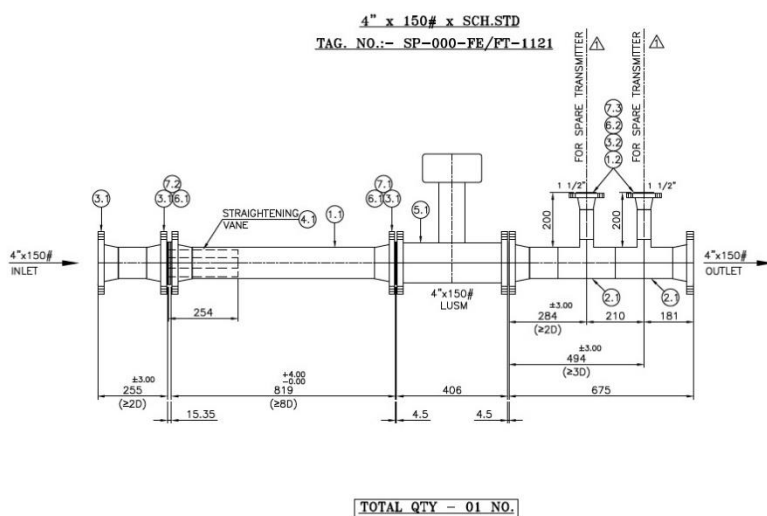 4" x 150# x SCH.STD
TAG. NO.:- SP-000-FE/FT-1121
FOR SPARE TRANSMITTER
1
FOR SPARE TRANSMITTER
1
7.3
6.2
3.2
1.2
1 1/2"
1 1/2"
200
200
3.1
7.2
3.1 6.1
STRAIGHTENING
VANE
4.1
1.1
7.1
6.1 3.1
5.1
4"x150#
INLET
4"x150#
OUTLET
4"x150#
LUSM
2.1
2.1
254
±3.00
284
(≥2D)
210
181
±3.00
494
(≥3D)
±3.00
255
(≥2D)
+4.00
-0.00
819
(≥8D)
406
675
15.35
4.5
4.5
TOTAL QTY - 01 NO.